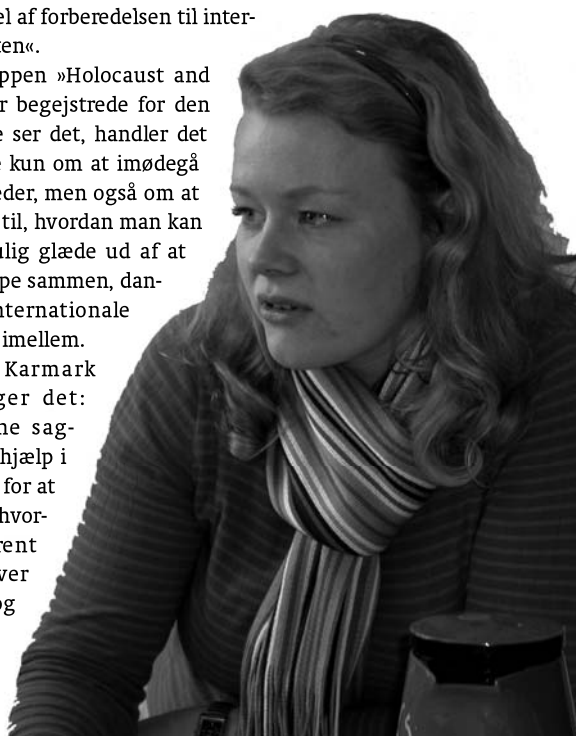 el af forberedelsen til inter-
ten«.
ppen »Holocaust and
r begejstrede for den
e ser det, handler det
e kun om at imødegå
eder, men også om at
til, hvordan man kan
ulig glæde ud af at
pe sammen, dan-
nternationale
imellem.
Karmark
ger det:
ne sag-
hjælp i
for at
hvor-
rent
ver
og